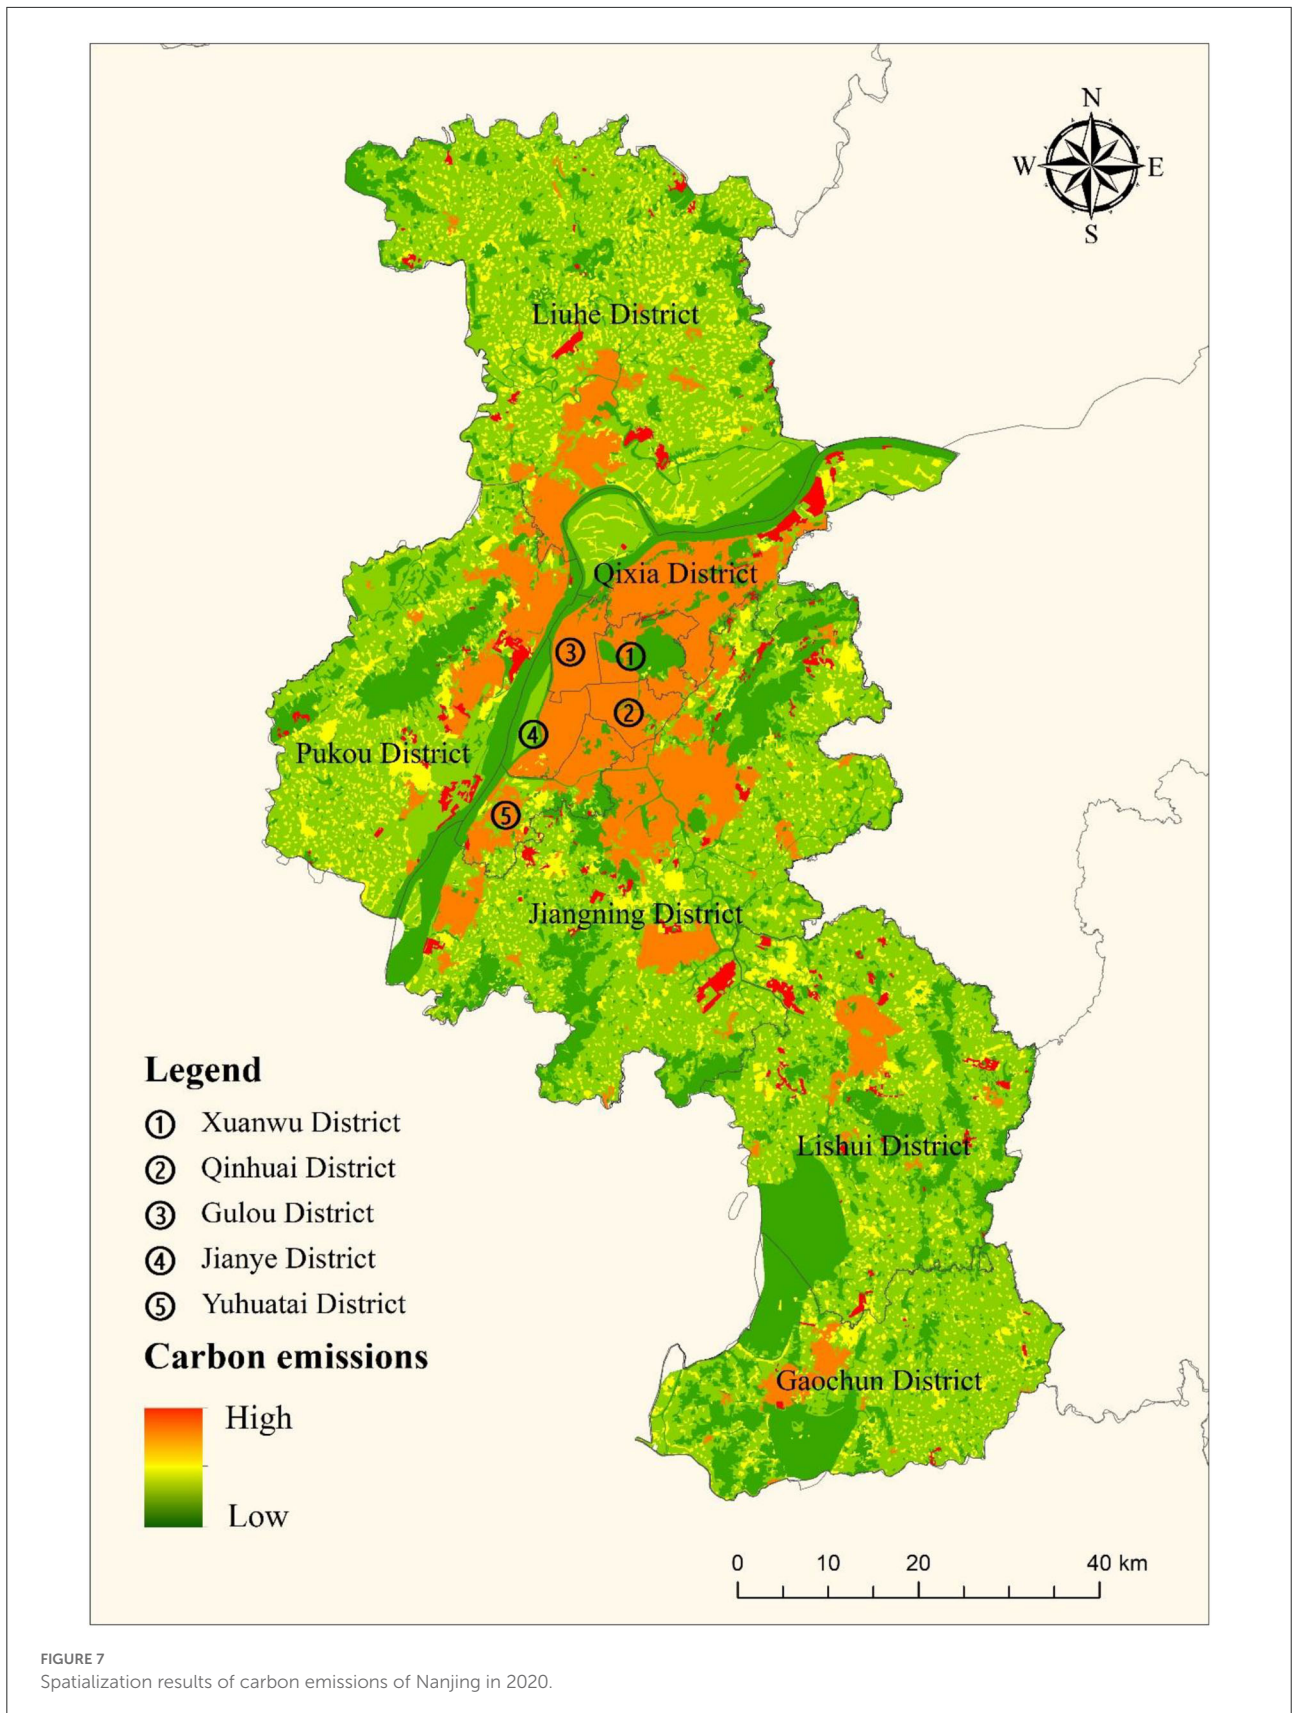 N
W E
S
Liuhe District
Qixia District
③ ①
②
④
Pukou District
⑤
Jiangning District
Legend
① Xuanwu District
② Qinhuai District
③ Gulou District
④ Jianye District
⑤ Yuhuatai District
Lishui District
Carbon emissions
Gaochun District
High
Low
0 10 20 40 km
FIGURE 7
Spatialization results of carbon emissions of Nanjing in 2020.